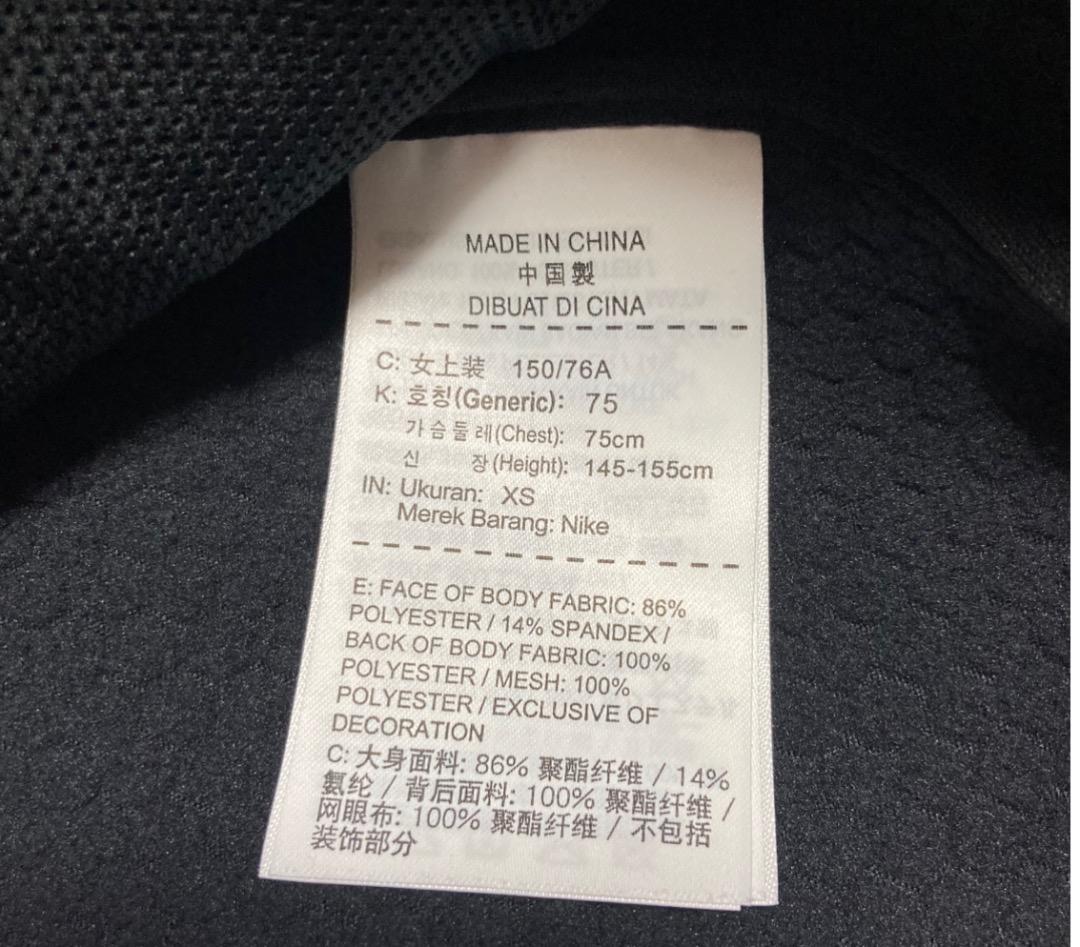 MADE IN CHINA
中国製
DIBUAT DI CINA
C: 女上装 150/76A
K: 호칭(Generic): 75
가슴둘레(Chest): 75cm
신 장(Height): 145-155cm
IN: Ukuran: XS
Merek Barang: Nike
E: FACE OF BODY FABRIC: 86%
POLYESTER / 14% SPANDEX /
BACK OF BODY FABRIC: 100%
POLYESTER / MESH: 100%
POLYESTER / EXCLUSIVE OF
DECORATION
C: 大身面料: 86% 聚酯纤维 / 14%
氨纶 / 背后面料: 100% 聚酯纤维 /
网眼布: 100% 聚酯纤维 / 不包括
装饰部分